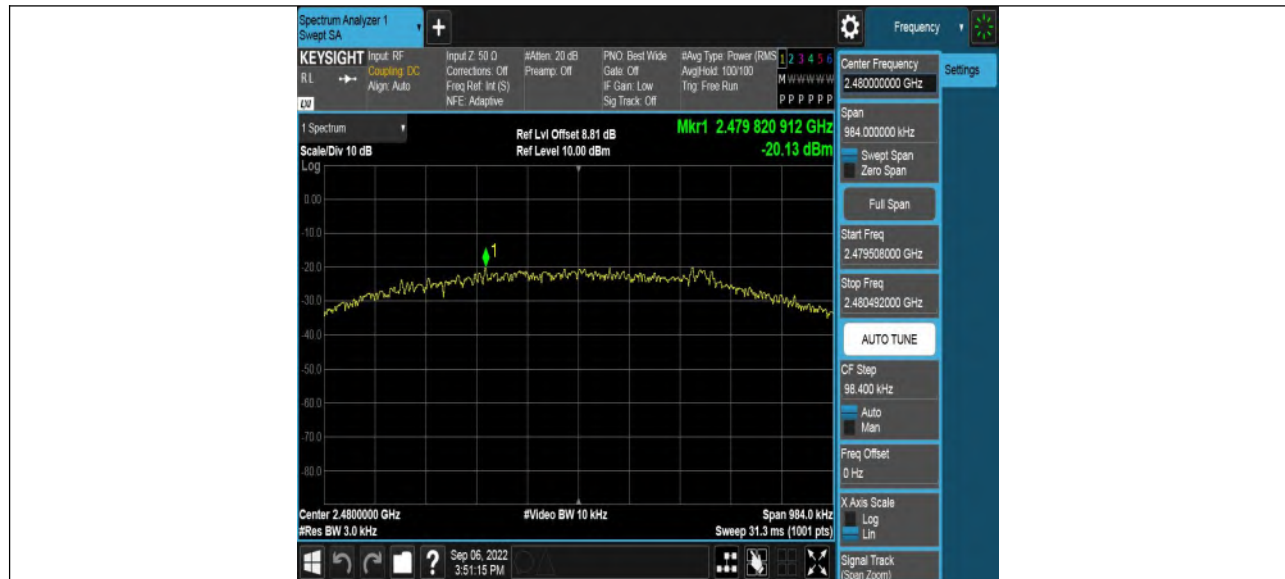 Spectrum Analyzer 1
Swept SA
+
Frequency
KEYSIGHT
RL
LXI
Input: RF
Coupling: DC
Align: Auto
Input Z: 50 Ω
Corrections: Off
Freq Ref: Int (S)
NFE: Adaptive
#Atten: 20 dB
Preamp: Off
PNO: Best Wide
Gate: Off
IF Gain: Low
Sig Track: Off
#Avg Type: Power (RMS
Avg|Hold: 100/100
Trig: Free Run
1 2 3 4 5 6
M W W W W W
P P P P P P
Center Frequency
2.480000000 GHz
Settings
Span
984.000000 kHz
Swept Span
Zero Span
Full Span
Start Freq
2.479508000 GHz
Stop Freq
2.480492000 GHz
AUTO TUNE
CF Step
98.400 kHz
Auto
Man
Freq Offset
0 Hz
X Axis Scale
Log
Lin
Signal Track
(Span Zoom)
1 Spectrum
Scale/Div 10 dB
Log
Ref Lvl Offset 8.81 dB
Ref Level 10.00 dBm
Mkr1 2.479 820 912 GHz
-20.13 dBm
1
0.00
-10.0
-20.0
-30.0
-40.0
-50.0
-60.0
-70.0
-80.0
Center 2.4800000 GHz
#Res BW 3.0 kHz
#Video BW 10 kHz
Span 984.0 kHz
Sweep 31.3 ms (1001 pts)
?
Sep 06, 2022
3:51:15 PM